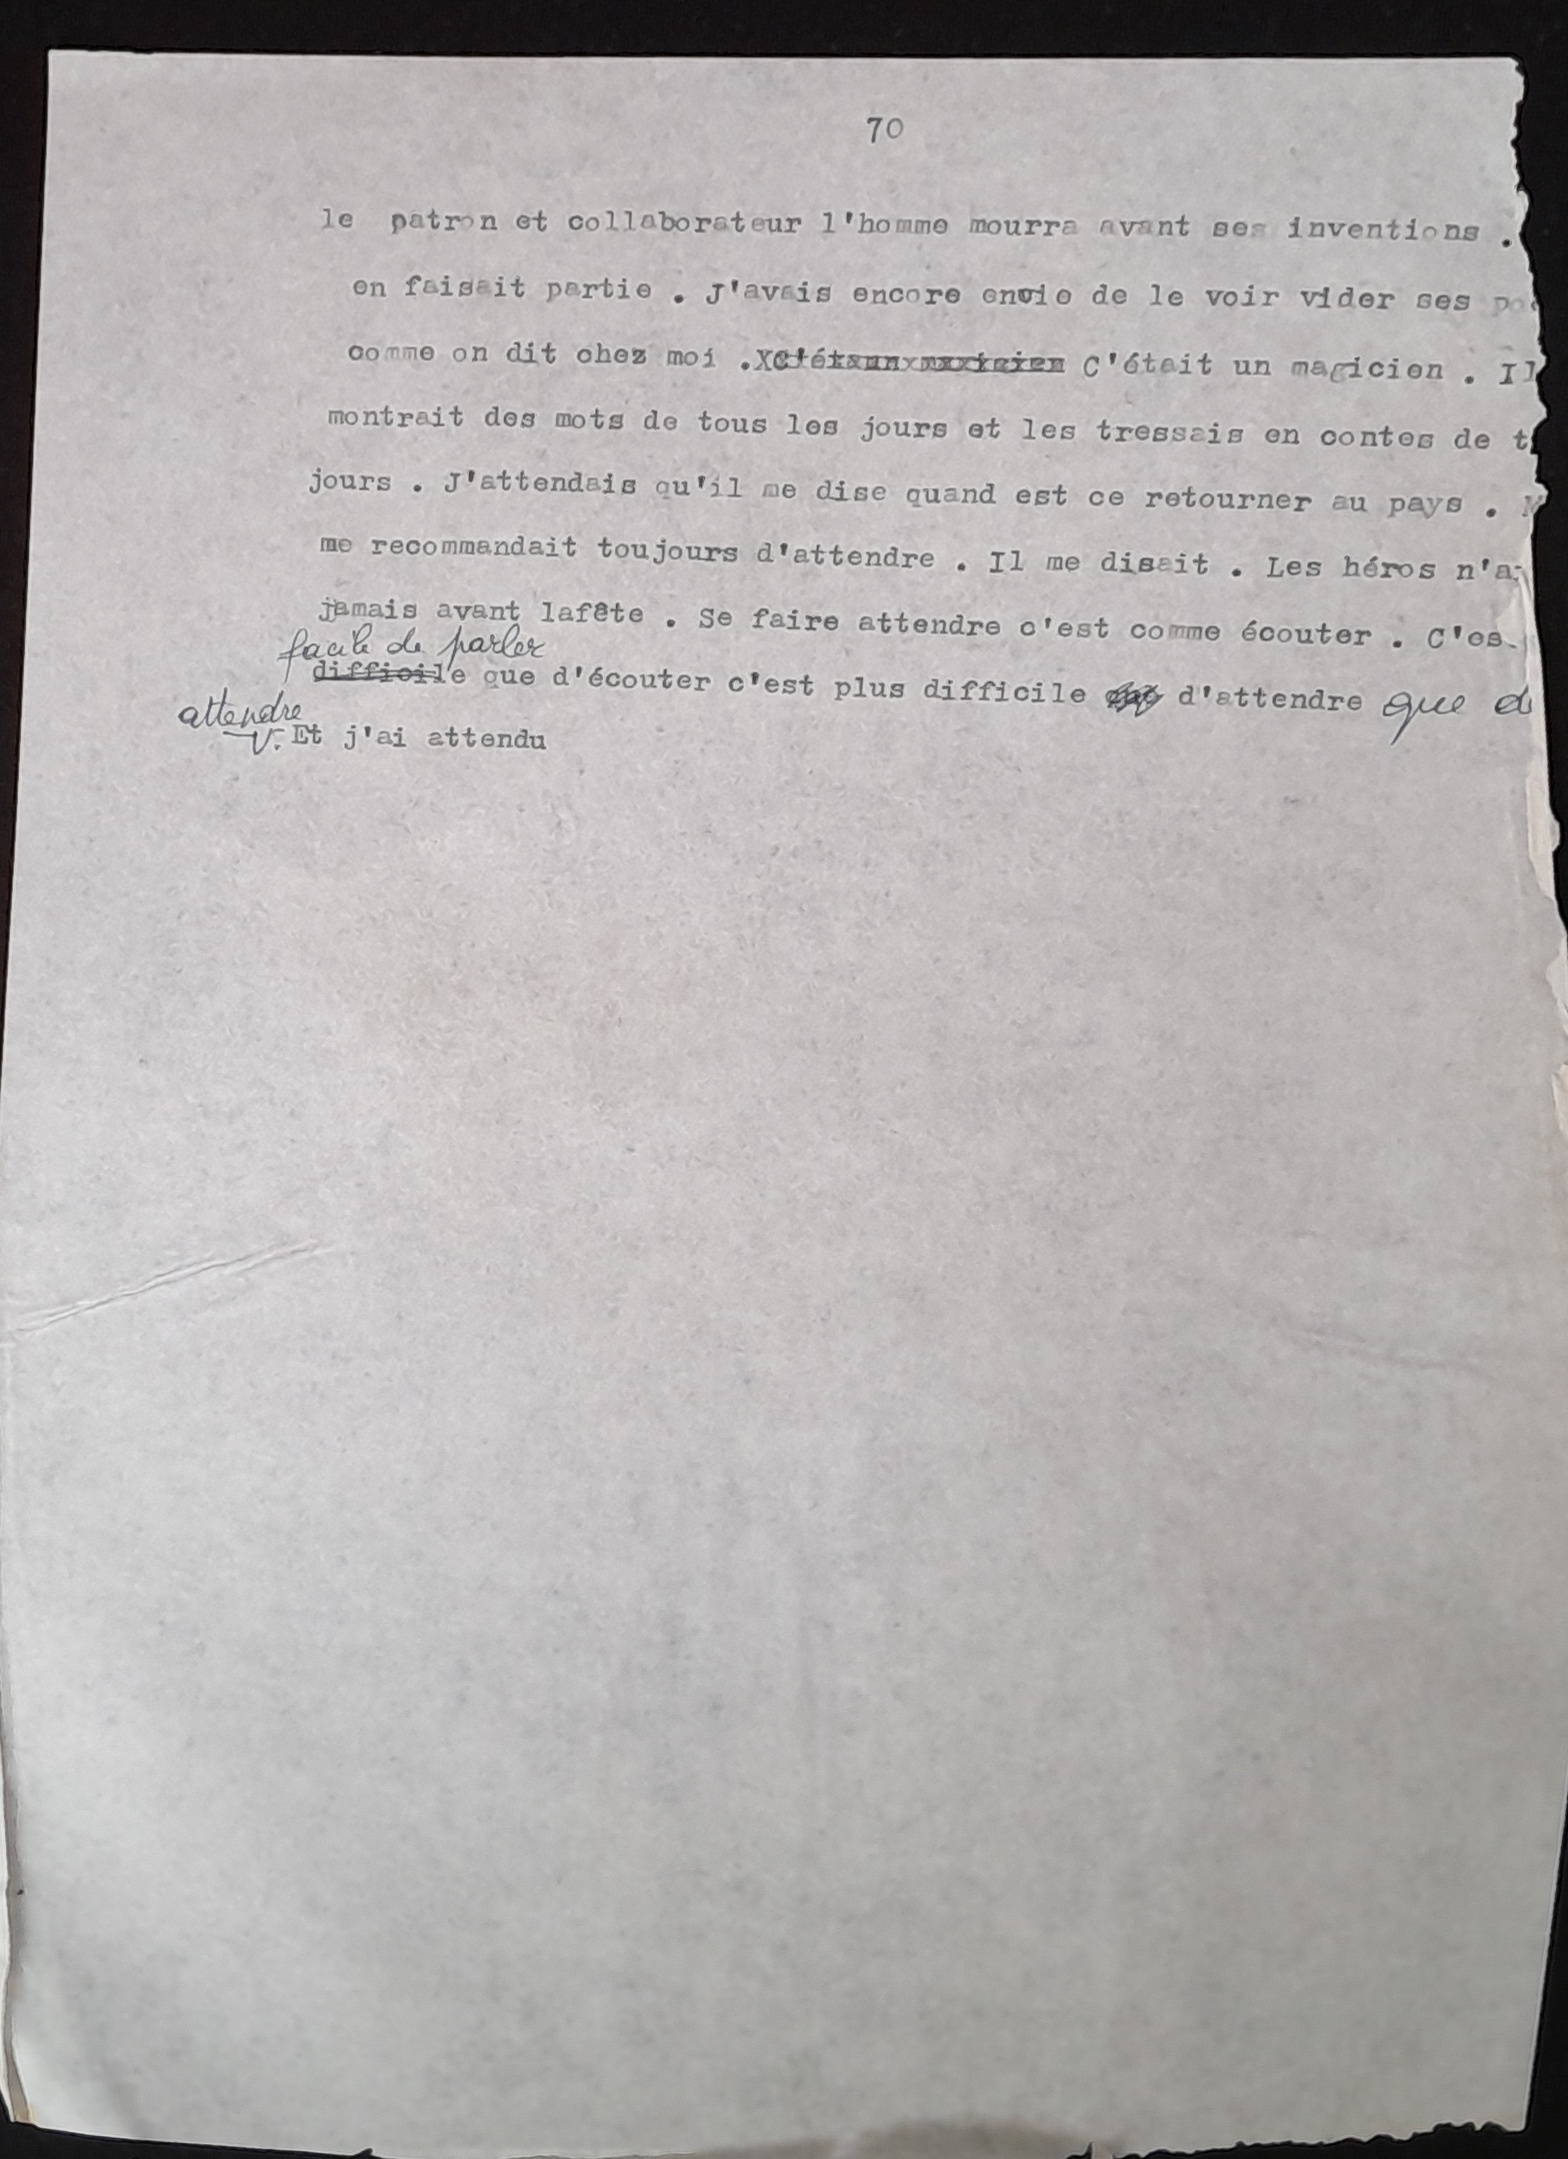 70
le patron et collaborateur l'homme mourra avant ses inventions .
en faisait partie . J'avais encore envie de le voir vider ses
comme on dit chez moi . C'était un magicien . Il
montrait des mots de tous les jours et les tressais en contes de
jours . J'attendais qu'il me dise quand est ce retourner au pays .
me recommandait toujours d'attendre . Il me disait . Les héros
jamais avant lafête . Se faire attendre c'est comme écouter .
facile de parler
difficile que d'écouter c'est plus difficile d'attendre que
attendre
V. Et j'ai attendu